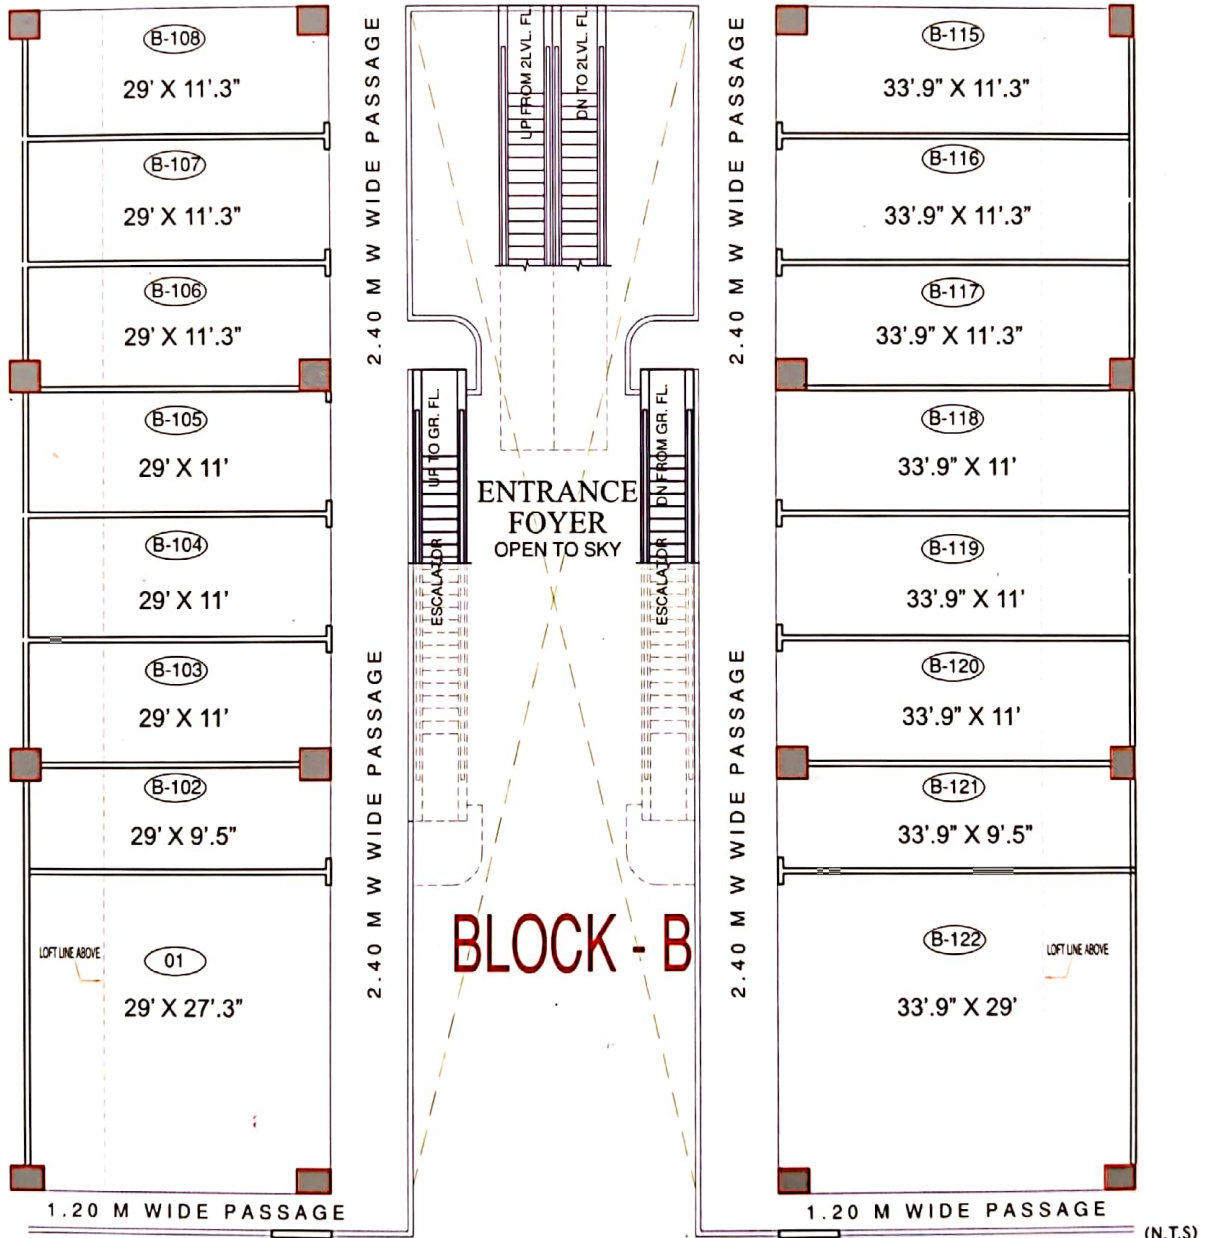 B-108
29' X 11'.3"
B-107
29' X 11'.3"
B-106
29' X 11'.3"
B-105
29' X 11'
B-104
29' X 11'
B-103
29' X 11'
B-102
29' X 9'.5"
01
29' X 27'.3"
LOFT LINE ABOVE
1.20 M WIDE PASSAGE
2.40 M W WIDE PASSAGE
2.40 M W WIDE PASSAGE
UP FROM 2LVL. FL.
DN TO 2LVL. FL.
UP TO GR. FL.
ESCALATOR
ENTRANCE
FOYER
OPEN TO SKY
DN FROM GR. FL.
ESCALATOR
BLOCK - B
2.40 M W WIDE PASSAGE
2.40 M W WIDE PASSAGE
B-115
33'.9" X 11'.3"
B-116
33'.9" X 11'.3"
B-117
33'.9" X 11'.3"
B-118
33'.9" X 11'
B-119
33'.9" X 11'
B-120
33'.9" X 11'
B-121
33'.9" X 9'.5"
B-122
33'.9" X 29'
LOFT LINE ABOVE
1.20 M WIDE PASSAGE
(N.T.S)